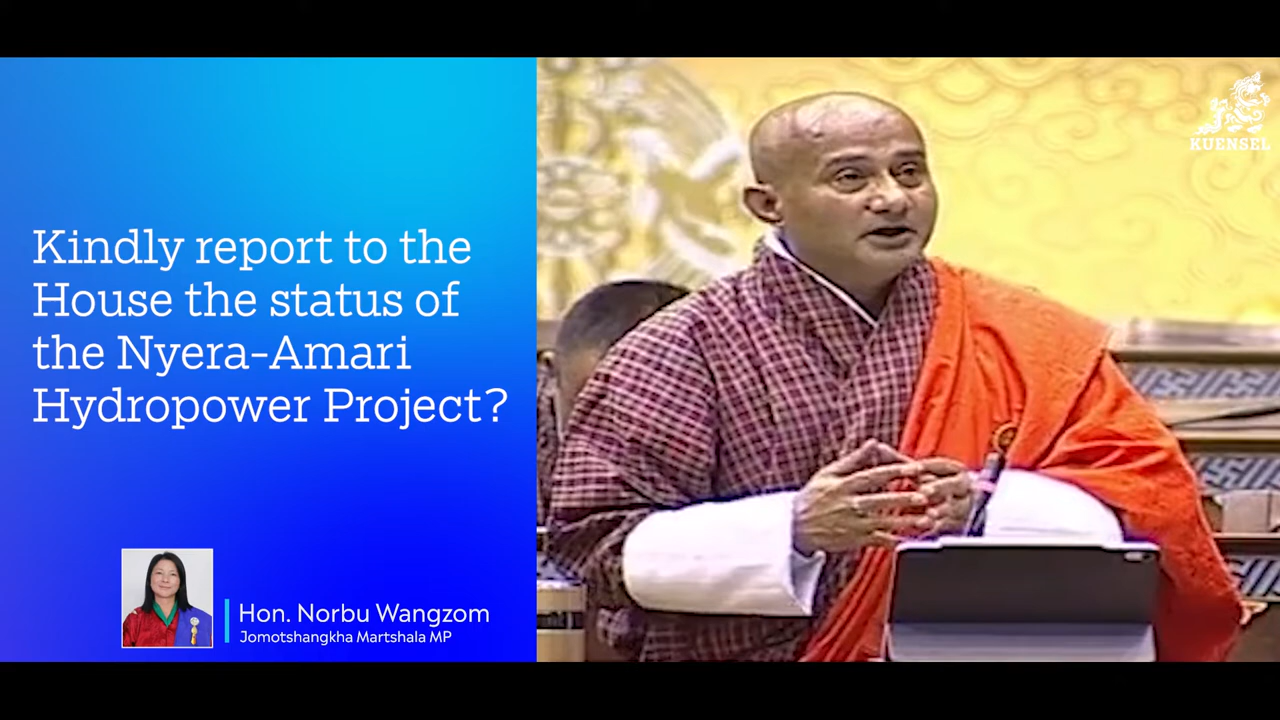 Kindly report to the
House the status of
the Nyera-Amari
Hydropower Project?
Hon. Norbu Wangzom
Jomotshangkha Martshala MP
KUENSEL